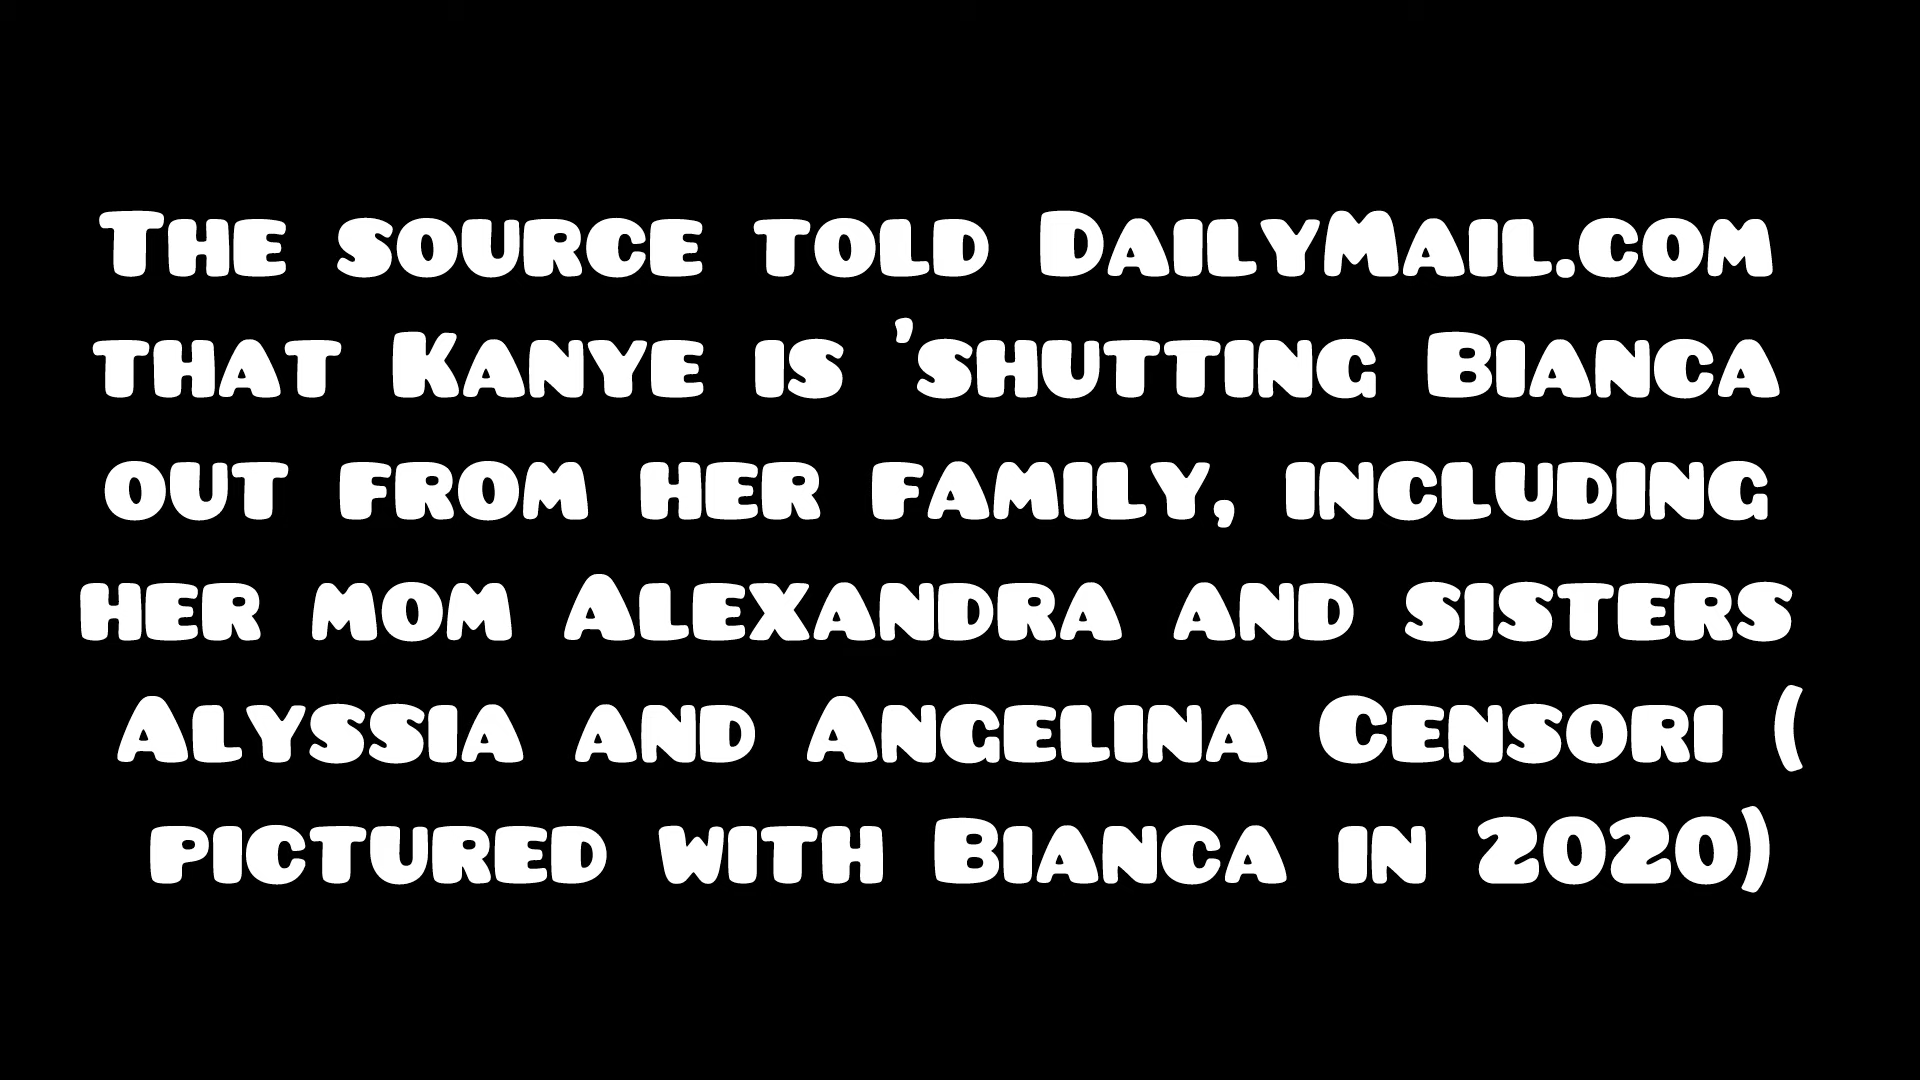 The source told DailyMail.com
that Kanye is 'shutting Bianca
out from her family, including
her mom Alexandra and sisters
Alyssia and Angelina Censori (
pictured with Bianca in 2020)